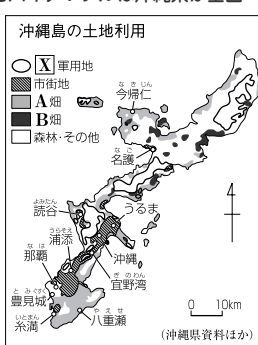 沖縄島の土地利用
X 軍用地
市街地
A 畑
B 畑
森林・その他
なきじん
今帰仁
なご
名護
よみたん
読谷
うるま
うらそえ
浦添
なは
那覇
沖縄
ぎのわん
宜野湾
とみぐすく
豊見城
いとまん
糸満
やえせ
八重瀬
0 10km
(沖縄県資料ほか)